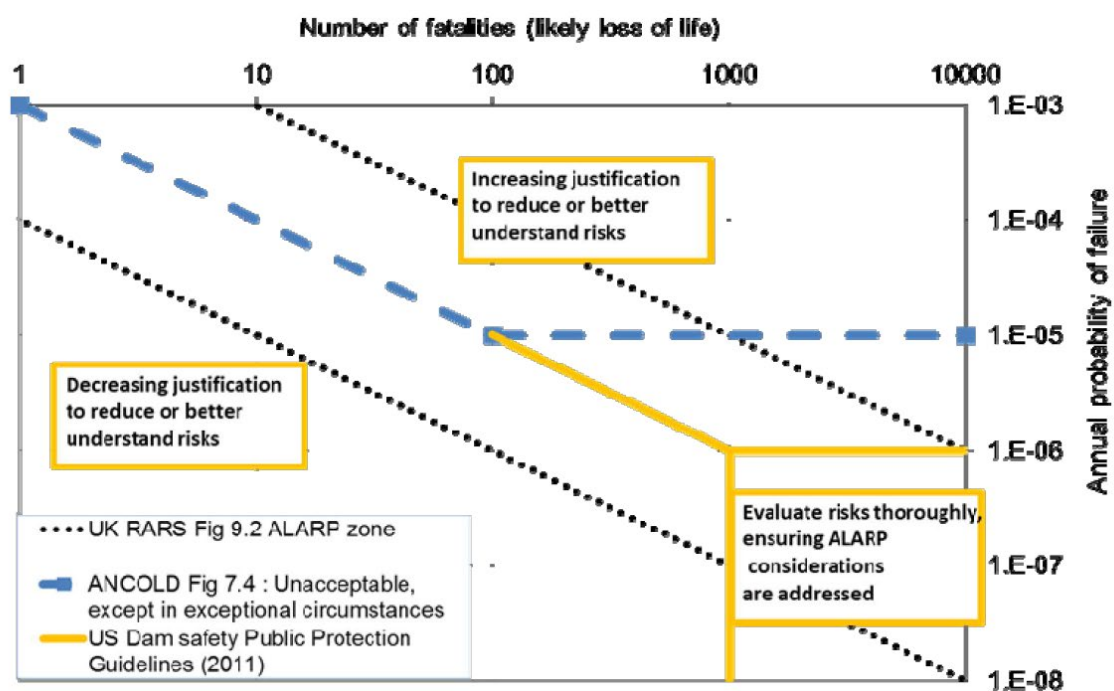 Number of fatalities (likely loss of life)
1 10 100 1000 10000
1.E-03
1.E-04
1.E-05
1.E-06
1.E-07
1.E-08
Annual probability of failure
Increasing justification
to reduce or better
understand risks
Decreasing justification
to reduce or better
understand risks
Evaluate risks thoroughly,
ensuring ALARP
considerations
are addressed
UK RARS Fig 9.2 ALARP zone
ANCOLD Fig 7.4 : Unacceptable,
except in exceptional circumstances
US Dam safety Public Protection
Guidelines (2011)